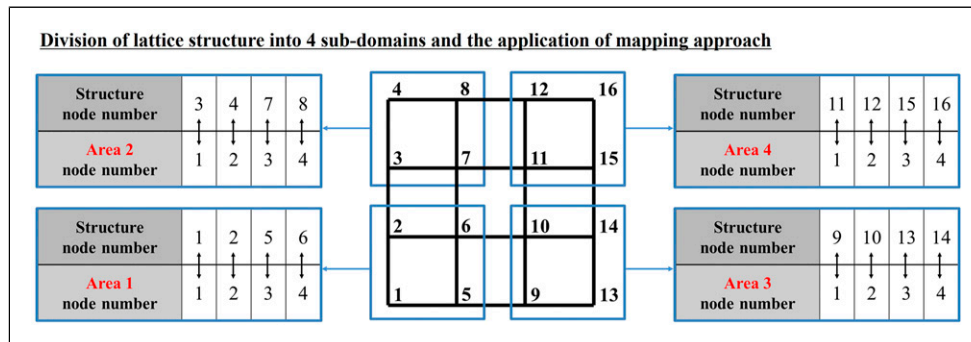 Division of lattice structure into 4 sub-domains and the application of mapping approach
Structure
node number
3 4 7 8
Area 2
node number
1 2 3 4
4 8 12 16
3 7 11 15
2 6 10 14
1 5 9 13
Structure
node number
11 12 15 16
Area 4
node number
1 2 3 4
Structure
node number
1 2 5 6
Area 1
node number
1 2 3 4
Structure
node number
9 10 13 14
Area 3
node number
1 2 3 4